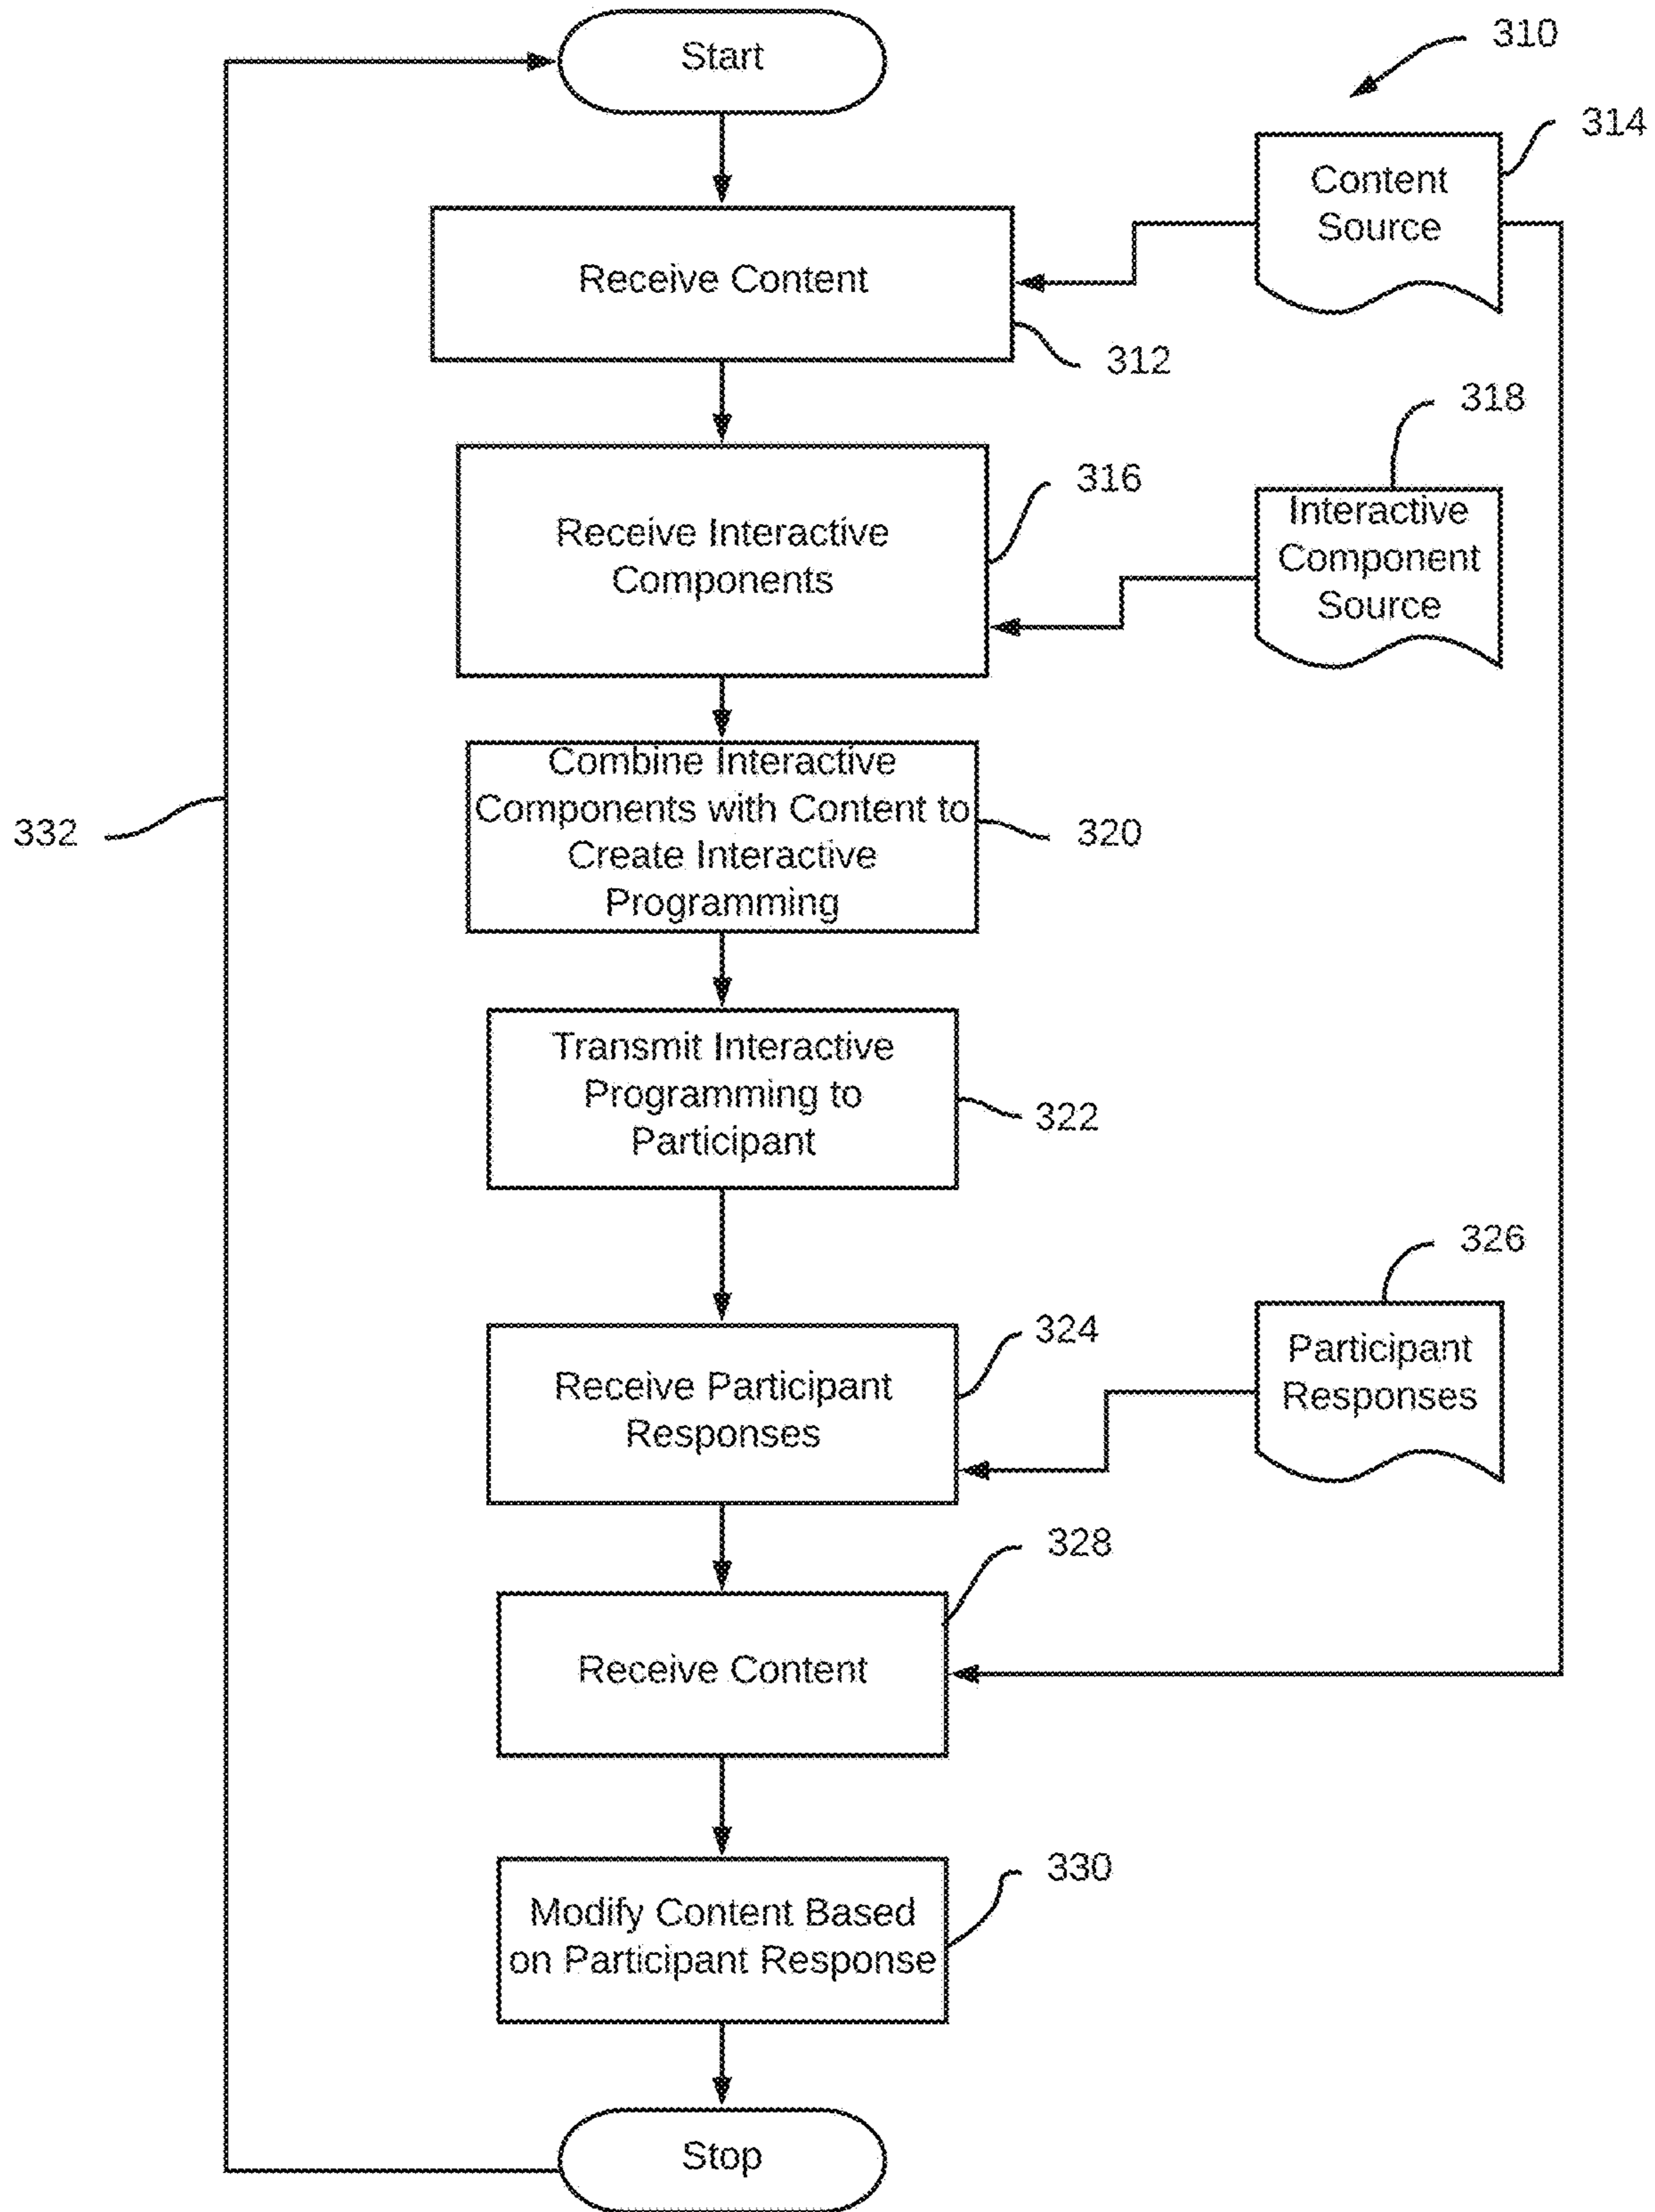 Start
310
314
Content
Source
Receive Content
312
318
316
Interactive
Component
Source
Receive Interactive
Components
Combine Interactive
Components with Content to
Create Interactive
Programming
332
320
Transmit Interactive
Programming to
Participant
322
326
324
Participant
Responses
Receive Participant
Responses
328
Receive Content
330
Modify Content Based
on Participant Response
Stop